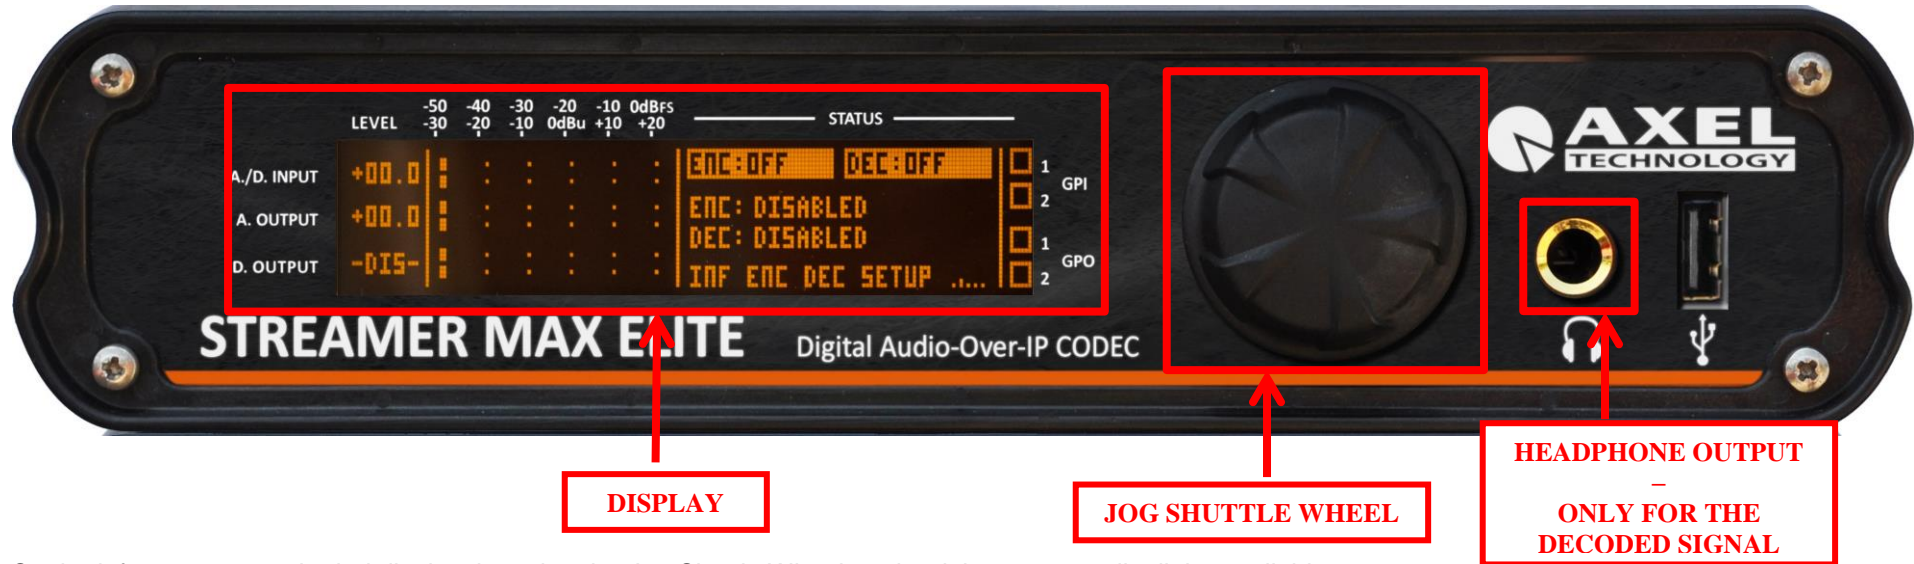 -50 -40 -30 -20 -10 0dBFS
LEVEL -30 -20 -10 0dBu +10 +20
STATUS
A./D. INPUT +00.0
A. OUTPUT +00.0
D. OUTPUT -DIS-
ENC:OFF DEC:OFF
ENC: DISABLED
DEC: DISABLED
INF ENC DEC SETUP .....
1
GPI
2
1
GPO
2
AXEL
TECHNOLOGY
STREAMER MAX ELITE Digital Audio-Over-IP CODEC
DISPLAY
JOG SHUTTLE WHEEL
HEADPHONE OUTPUT
–
ONLY FOR THE
DECODED SIGNAL